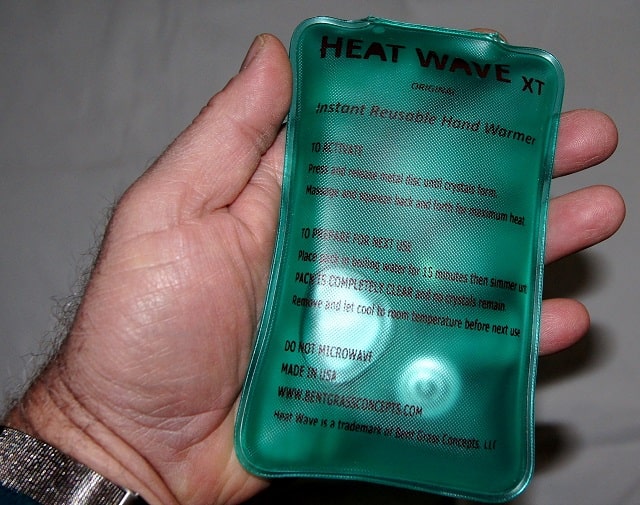 HEAT WAVE XT
ORIGINAL
Instant Reusable Hand Warmer
TO ACTIVATE
Press and release metal disc until crystals form.
Massage and squeeze back and forth for maximum heat
TO PREPARE FOR NEXT USE
Place pack in boiling water for 15 minutes then simmer unt
PACK IS COMPLETELY CLEAR and no crystals remain.
Remove and let cool to room temperature before next use
DO NOT MICROWAVE
MADE IN USA
WWW.BENTGRASSCONCEPTS.COM
Heat Wave is a trademark of Bent Grass Concepts, LLC